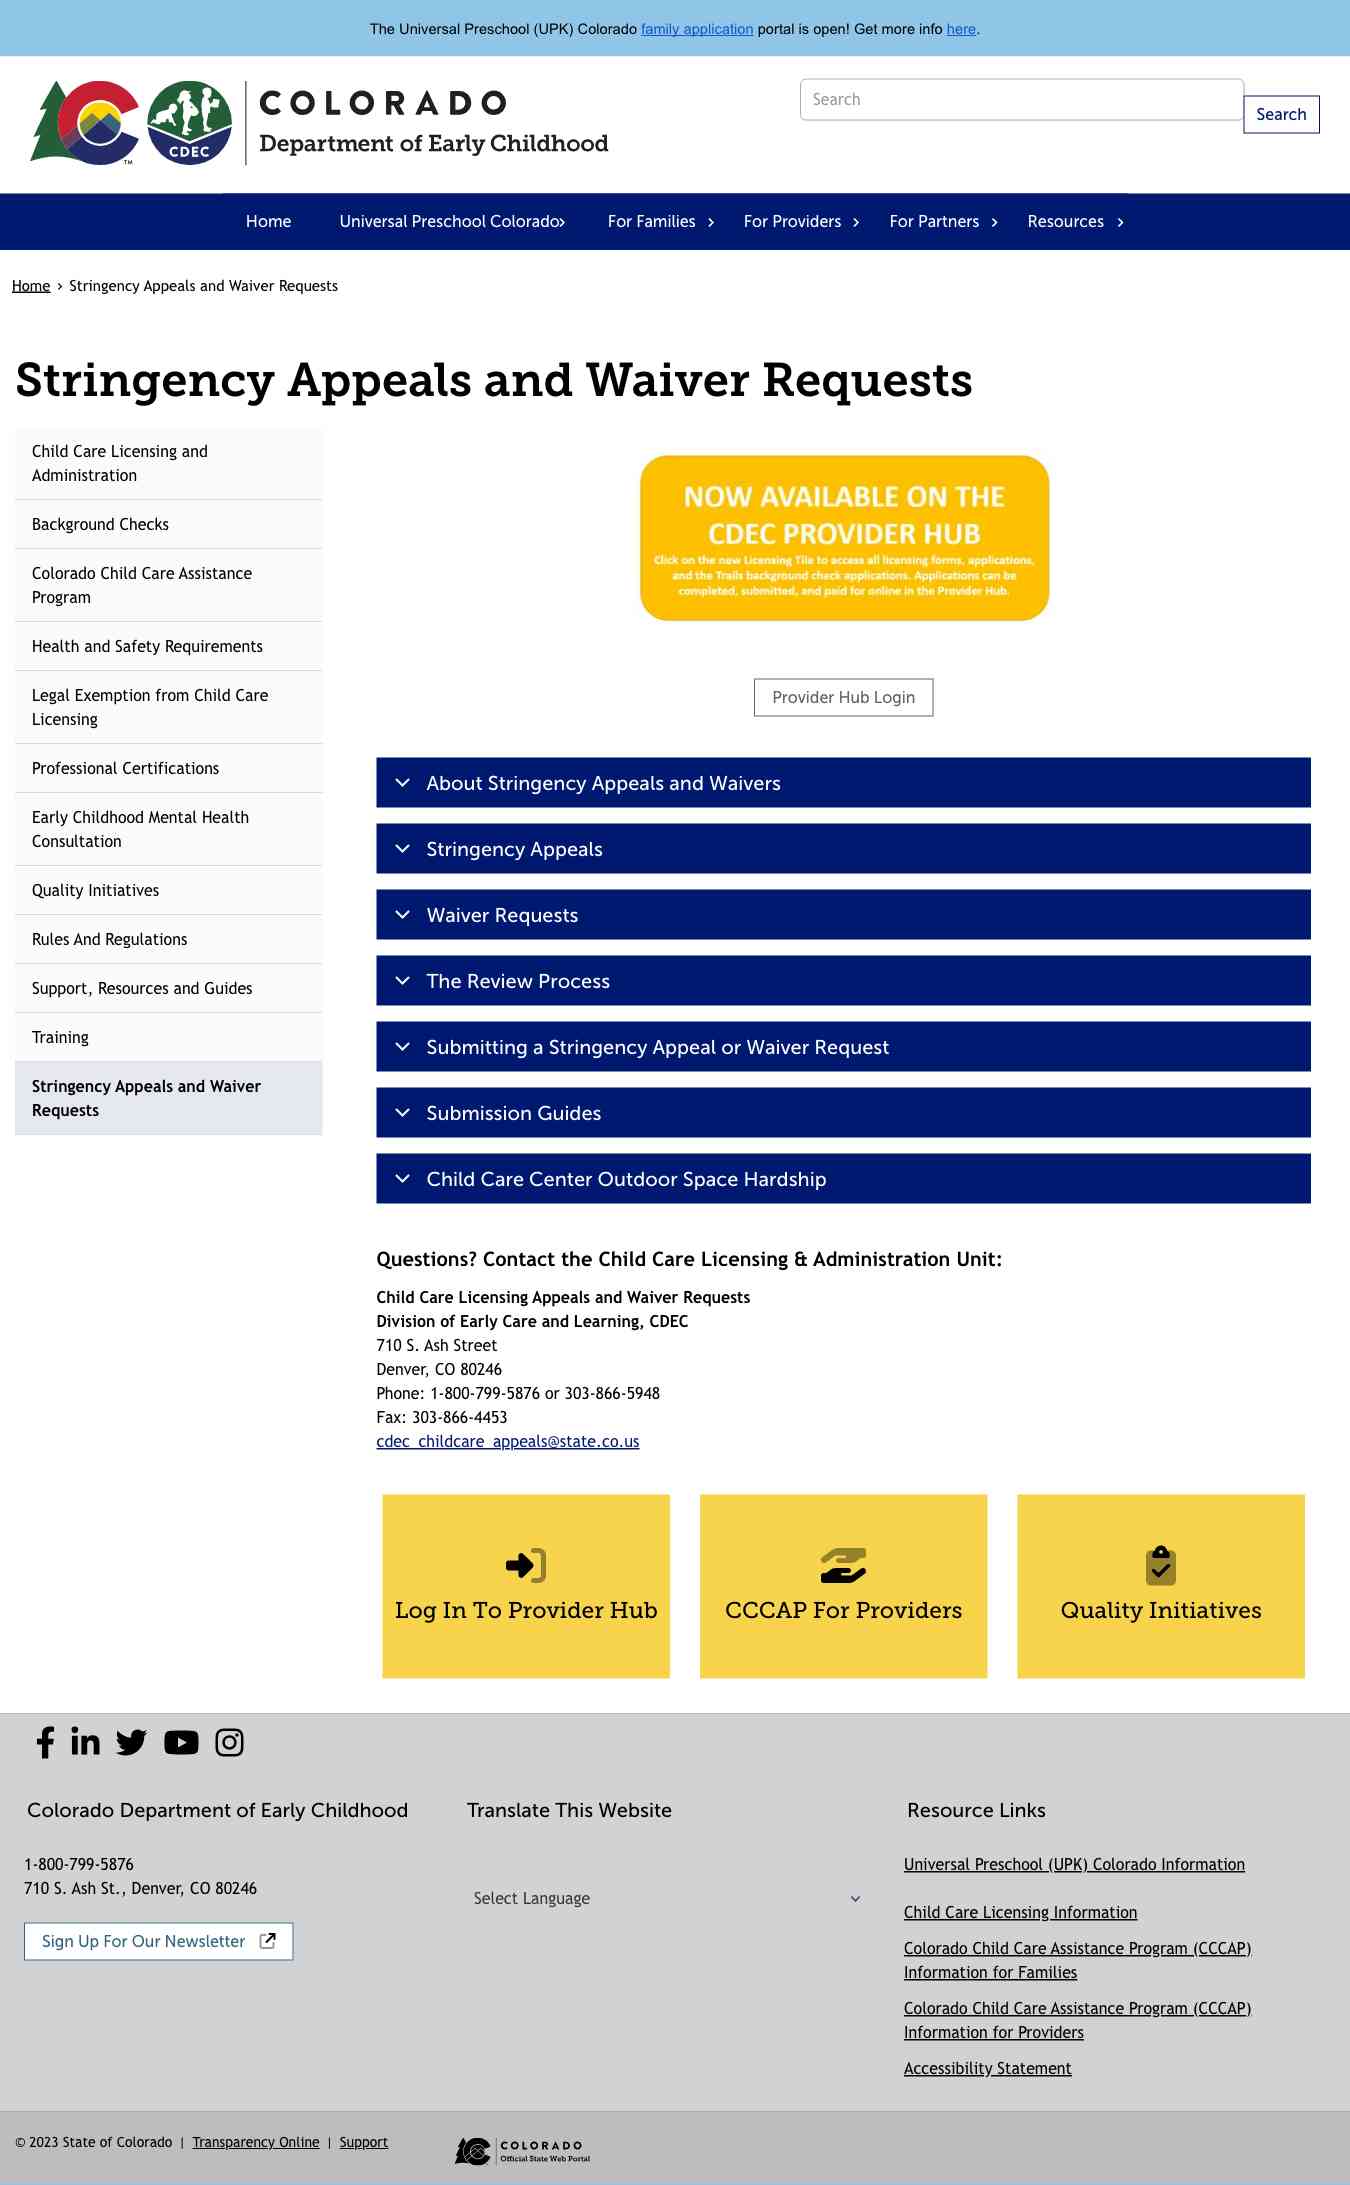 The Universal Preschool (UPK) Colorado family application portal is open! Get more info here.
CDEC
TM
COLORADO
Department of Early Childhood
Search
Search
Home
Universal Preschool Colorado
For Families
For Providers
For Partners
Resources
Home › Stringency Appeals and Waiver Requests
Stringency Appeals and Waiver Requests
Child Care Licensing and
Administration
Background Checks
Colorado Child Care Assistance
Program
Health and Safety Requirements
Legal Exemption from Child Care
Licensing
Professional Certifications
Early Childhood Mental Health
Consultation
Quality Initiatives
Rules And Regulations
Support, Resources and Guides
Training
Stringency Appeals and Waiver
Requests
NOW AVAILABLE ON THE
CDEC PROVIDER HUB
Click on the new Licensing Tile to access all licensing forms, applications,
and the Trails background check applications. Applications can be
completed, submitted, and paid for online in the Provider Hub.
Provider Hub Login
About Stringency Appeals and Waivers
Stringency Appeals
Waiver Requests
The Review Process
Submitting a Stringency Appeal or Waiver Request
Submission Guides
Child Care Center Outdoor Space Hardship
Questions? Contact the Child Care Licensing & Administration Unit:
Child Care Licensing Appeals and Waiver Requests
Division of Early Care and Learning, CDEC
710 S. Ash Street
Denver, CO 80246
Phone: 1-800-799-5876 or 303-866-5948
Fax: 303-866-4453
cdec_childcare_appeals@state.co.us
Log In To Provider Hub
CCCAP For Providers
Quality Initiatives
Colorado Department of Early Childhood
1-800-799-5876
710 S. Ash St., Denver, CO 80246
Sign Up For Our Newsletter
Translate This Website
Select Language
Resource Links
Universal Preschool (UPK) Colorado Information
Child Care Licensing Information
Colorado Child Care Assistance Program (CCCAP)
Information for Families
Colorado Child Care Assistance Program (CCCAP)
Information for Providers
Accessibility Statement
© 2023 State of Colorado | Transparency Online | Support
COLORADO
Official State Web Portal